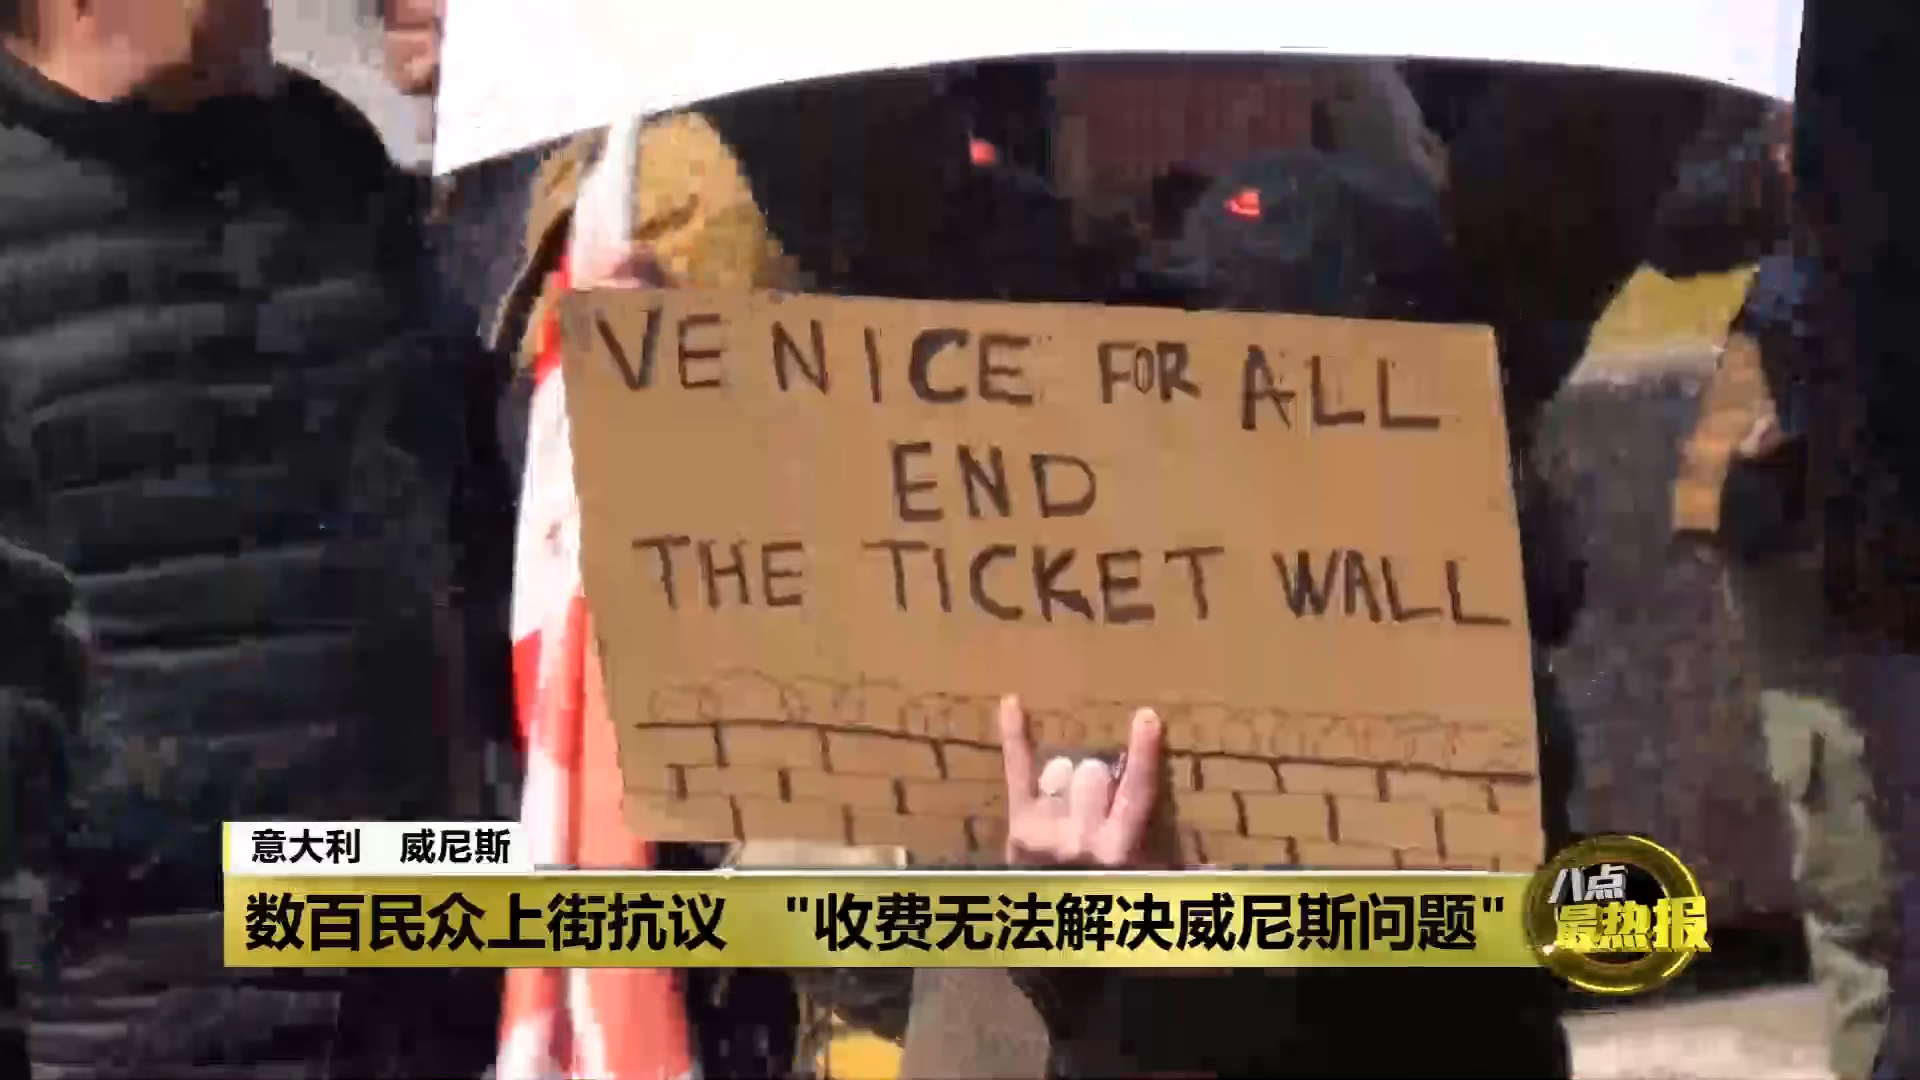 VENICE FOR ALL
END
THE TICKET WALL
意大利 威尼斯
数百民众上街抗议 "收费无法解决威尼斯问题"
八点
最热报